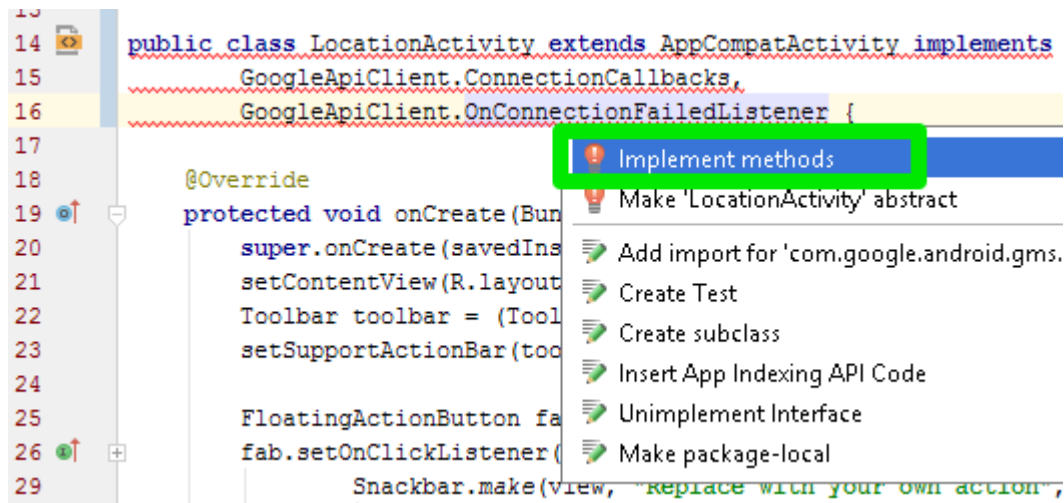 14 public class LocationActivity extends AppCompatActivity implements
15 GoogleApiClient.ConnectionCallbacks,
16 GoogleApiClient.OnConnectionFailedListener {
17
Implement methods
18 @Override
Make 'LocationActivity' abstract
19 protected void onCreate(Bun
20 super.onCreate(savedIns
Add import for 'com.google.android.gms.
21 setContentView(R.layout
Create Test
22 Toolbar toolbar = (Tool
Create subclass
23 setSupportActionBar(too
24
Insert App Indexing API Code
25 FloatingActionButton fa
Unimplement Interface
26 fab.setOnClickListener(
Make package-local
29 Snackbar.make(view, "Replace with your own action",